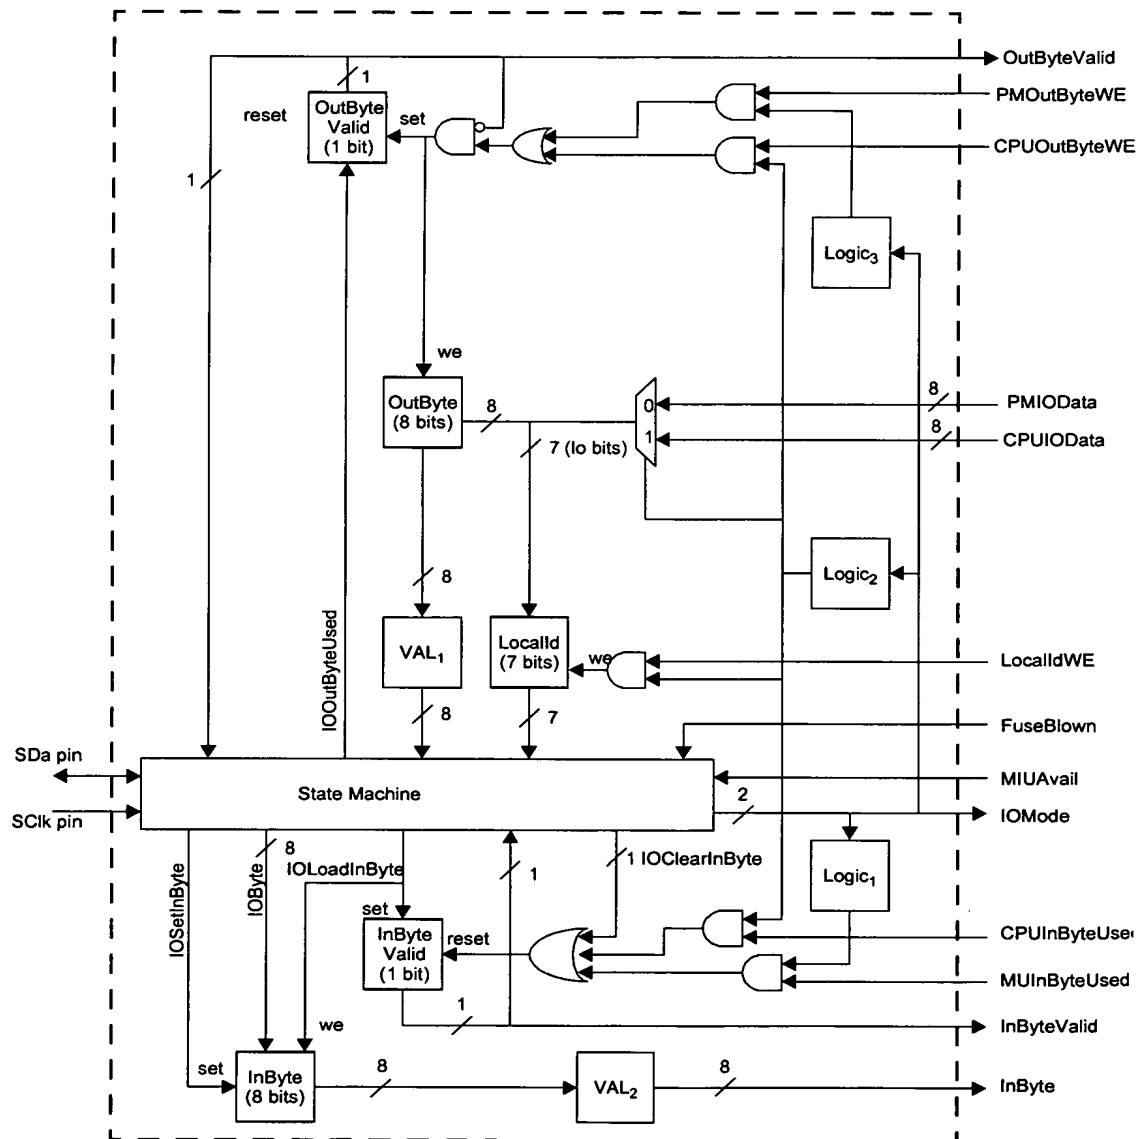 OutByteValid
1
reset
OutByte
Valid
(1 bit)
set
PMOutByteWE
CPUOutByteWE
1
Logic3
we
OutByte
(8 bits)
8
0
1
8
PMIOData
8
CPUIOData
7 (lo bits)
8
Logic2
IOOutByteUsed
VAL1
LocalId
(7 bits)
we
LocalIdWE
8
7
FuseBlown
SDa pin
MIUAvail
State Machine
2
IOMode
SClk pin
IOSetInByte
IOByte
8
IOLoadInByte
1
1 IOClearInByte
Logic1
set
InByte
Valid
(1 bit)
reset
CPUInByteUse
MUInByteUsed
1
InByteValid
we
set
InByte
(8 bits)
8
VAL2
8
InByte